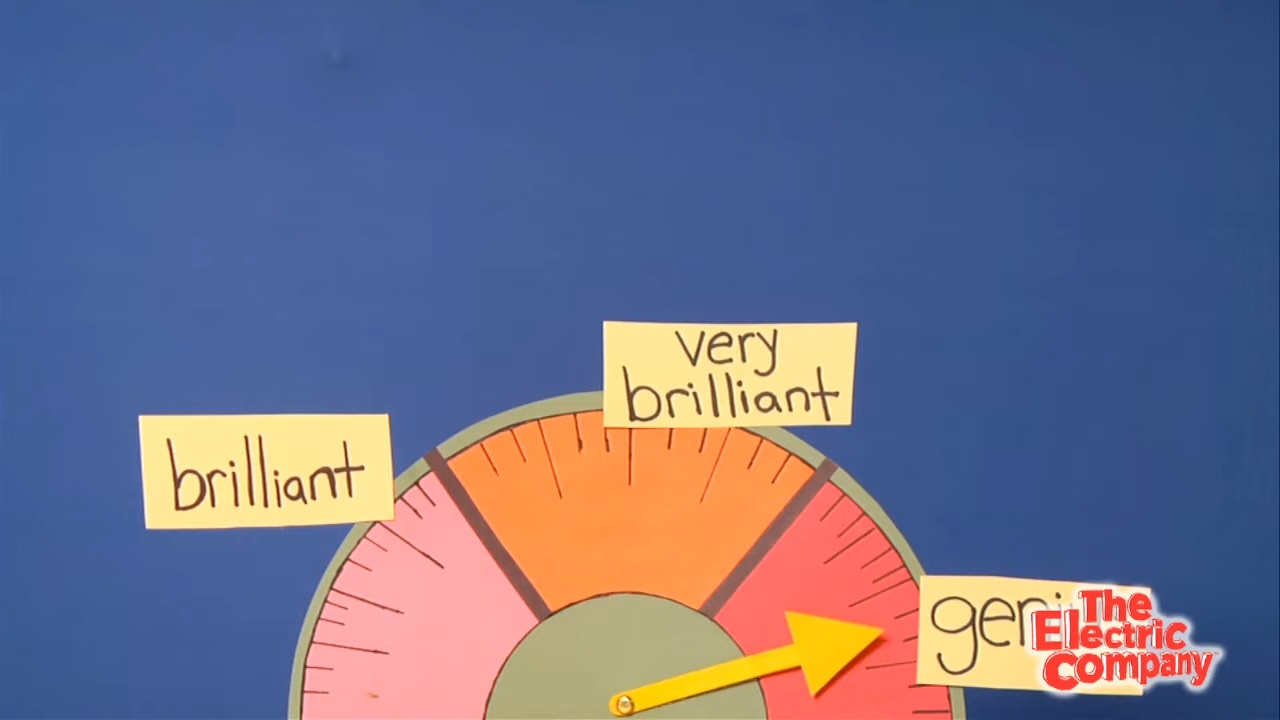 very
brilliant
brilliant
The
Electric
Company